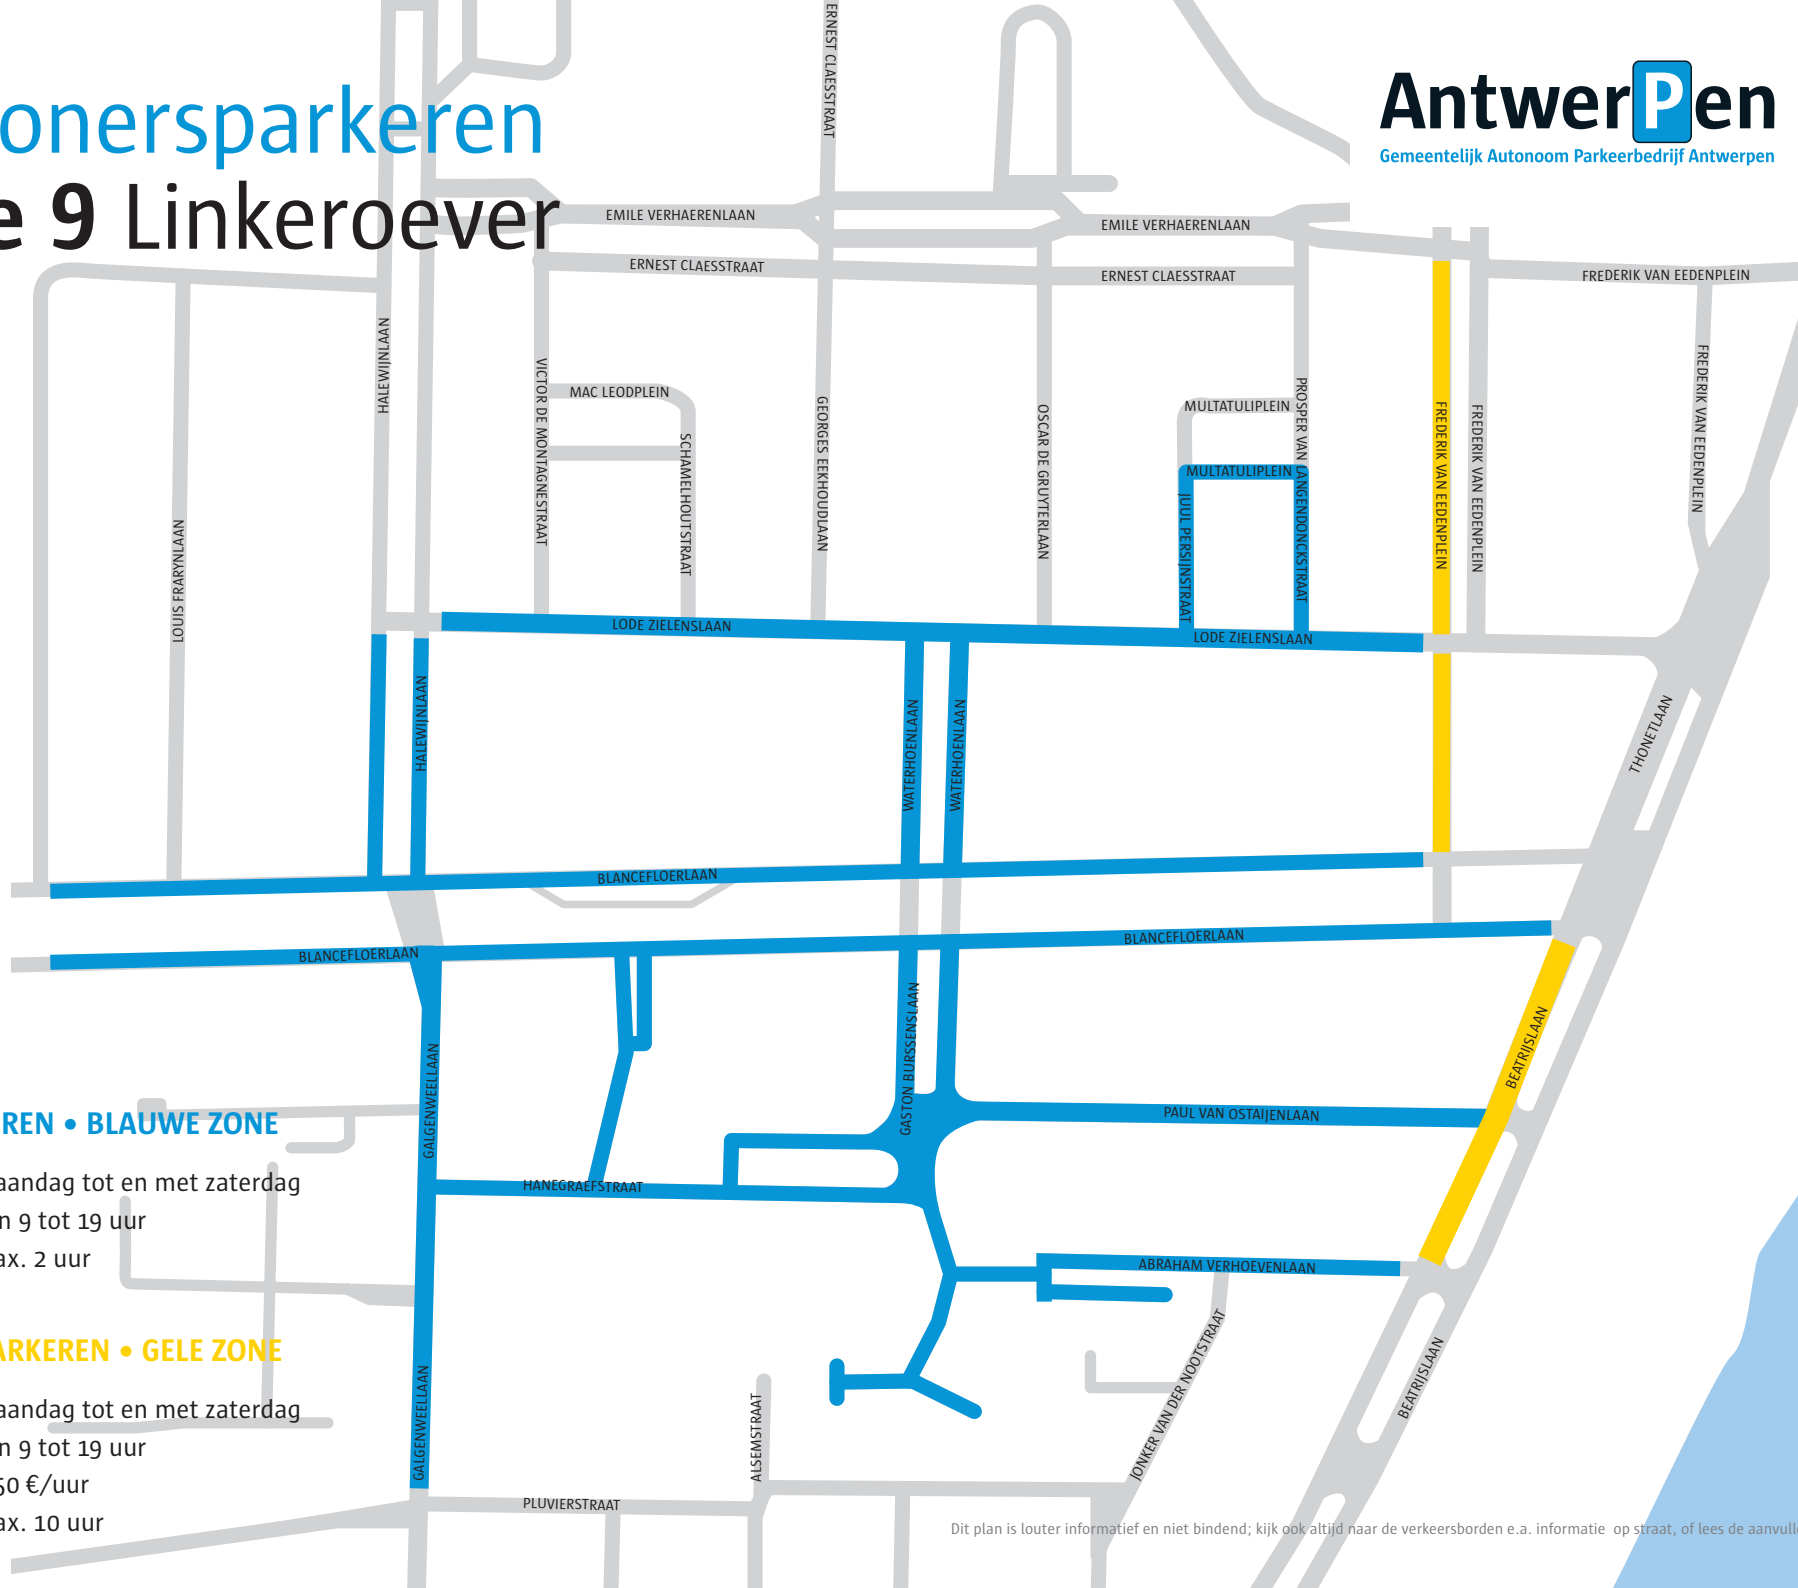 onersparkeren
e 9 Linkeroever
AntwerPen
Gemeentelijk Autonoom Parkeerbedrijf Antwerpen
ERNEST CLAESSTRAAT
EMILE VERHAERENLAAN
EMILE VERHAERENLAAN
ERNEST CLAESSTRAAT
ERNEST CLAESSTRAAT
FREDERIK VAN EEDENPLEIN
HALEWIJNLAAN
VICTOR DE MONTAGNESTRAAT
MAC LEODPLEIN
SCHAMELHOUTSTRAAT
GEORGES EEKHOUDLAAN
OSCAR DE GRUYTERLAAN
MULTATULIPLEIN
MULTATULIPLEIN
JUUL PERSIJNSTRAAT
PROSPER VAN LANGENDONCKSTRAAT
FREDERIK VAN EEDENPLEIN
FREDERIK VAN EEDENPLEIN
FREDERIK VAN EEDENPLEIN
LOUIS FRARYNLAAN
LODE ZIELENSLAAN
LODE ZIELENSLAAN
HALEWIJNLAAN
WATERHOENLAAN
WATERHOENLAAN
THONETLAAN
BLANCEFLOERLAAN
BLANCEFLOERLAAN
BLANCEFLOERLAAN
GALGENWEELLAAN
GASTON BURSSENSLAAN
BEATRIJSLAAN
PAUL VAN OSTAIJENLAAN
HANEGRAEFSTRAAT
ABRAHAM VERHOEVENLAAN
JONKER VAN DER NOOTSTRAAT
BEATRIJSLAAN
GALGENWEELLAAN
ALSEMSTRAAT
PLUVIERSTRAAT
REN • BLAUWE ZONE
aandag tot en met zaterdag
n 9 tot 19 uur
ax. 2 uur
ARKEREN • GELE ZONE
aandag tot en met zaterdag
n 9 tot 19 uur
50 €/uur
ax. 10 uur
Dit plan is louter informatief en niet bindend; kijk ook altijd naar de verkeersborden e.a. informatie op straat, of lees de aanvull